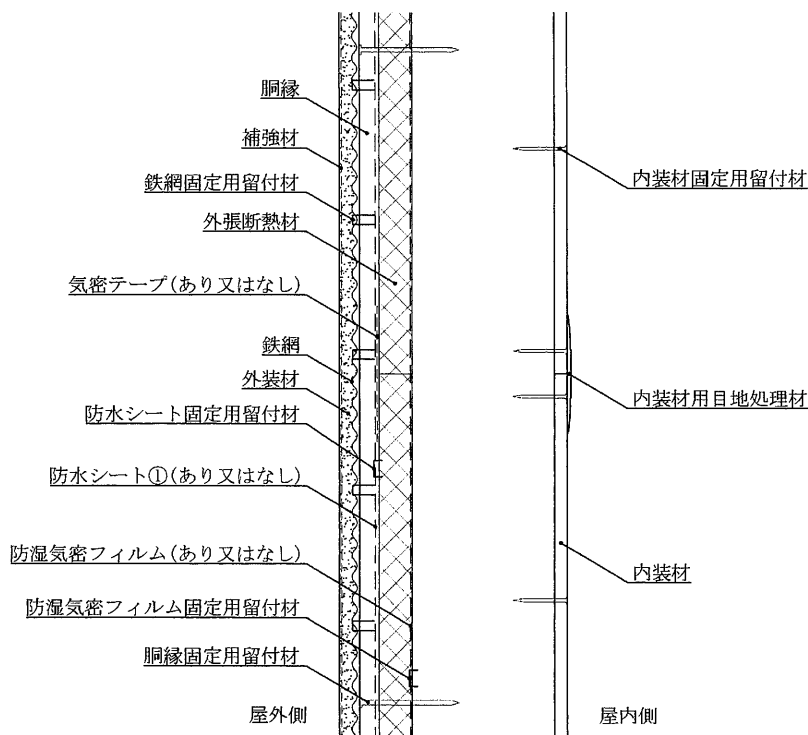 胴縁
補強材
鉄網固定用留付材
外張断熱材
気密テープ(あり又はなし)
鉄網
外装材
防水シート固定用留付材
防水シート①(あり又はなし)
防湿気密フィルム(あり又はなし)
防湿気密フィルム固定用留付材
胴縁固定用留付材
屋外側
内装材固定用留付材
内装材用目地処理材
内装材
屋内側